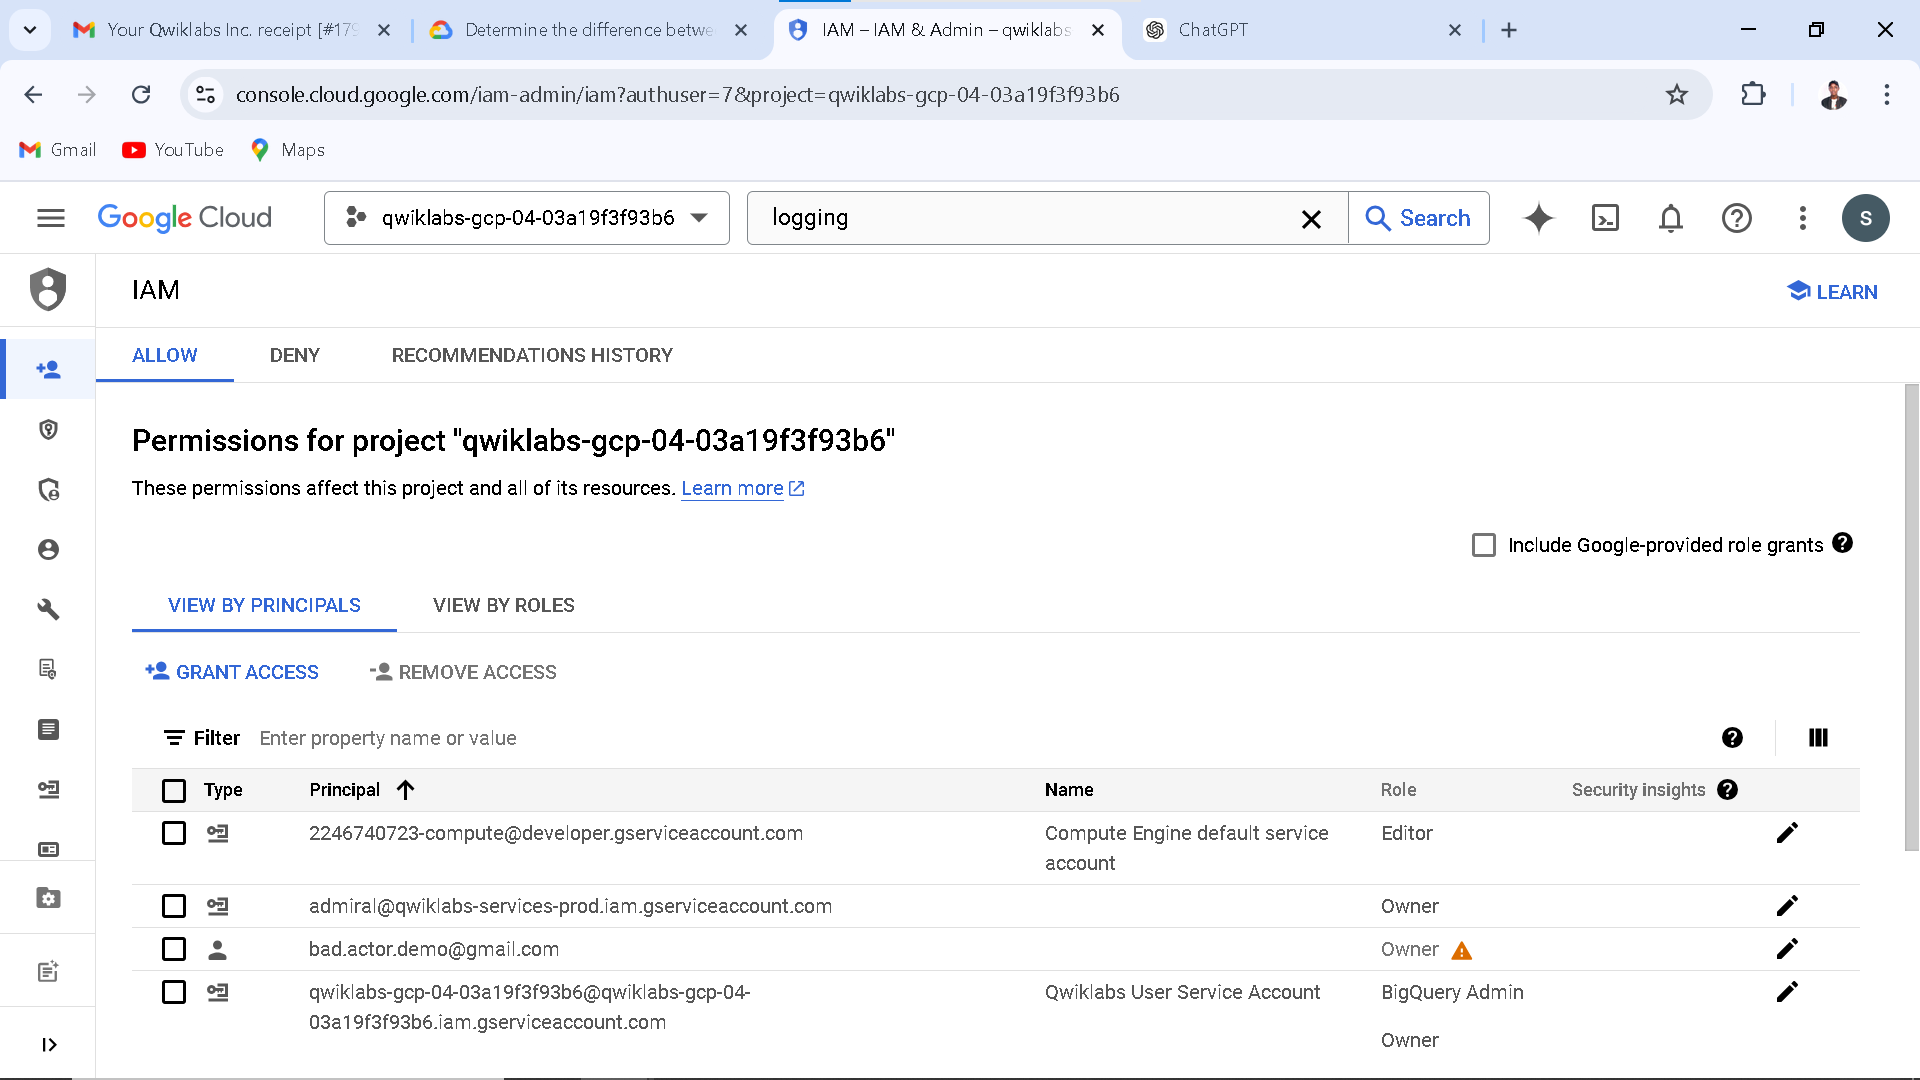 Your Qwiklabs Inc. receipt [#179
Determine the difference betwe
IAM – IAM & Admin – qwiklabs
ChatGPT
console.cloud.google.com/iam-admin/iam?authuser=7&project=qwiklabs-gcp-04-03a19f3f93b6
Gmail
YouTube
Maps
Google Cloud
qwiklabs-gcp-04-03a19f3f93b6
logging
Search
S
IAM
LEARN
ALLOW
DENY
RECOMMENDATIONS HISTORY
Permissions for project "qwiklabs-gcp-04-03a19f3f93b6"
These permissions affect this project and all of its resources. Learn more
Include Google-provided role grants
VIEW BY PRINCIPALS
VIEW BY ROLES
GRANT ACCESS
REMOVE ACCESS
Filter
Enter property name or value
Type
Principal
Name
Role
Security insights
2246740723-compute@developer.gserviceaccount.com
Compute Engine default service
account
Editor
admiral@qwiklabs-services-prod.iam.gserviceaccount.com
Owner
bad.actor.demo@gmail.com
Owner
qwiklabs-gcp-04-03a19f3f93b6@qwiklabs-gcp-04-
03a19f3f93b6.iam.gserviceaccount.com
Qwiklabs User Service Account
BigQuery Admin
Owner